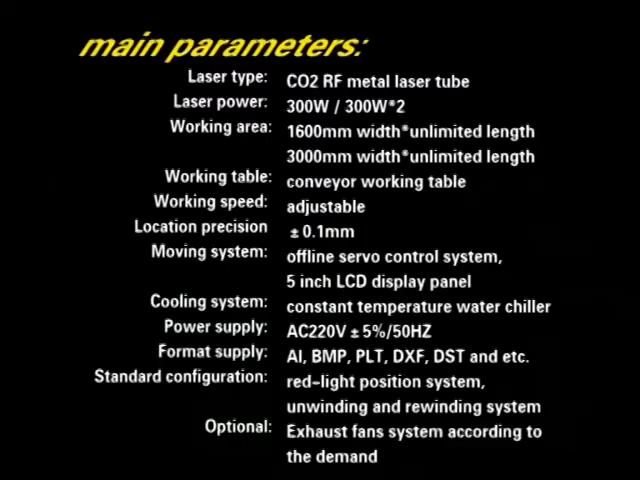 main parameters:
Laser type: CO2 RF metal laser tube
Laser power: 300W / 300W*2
Working area: 1600mm width*unlimited length
3000mm width*unlimited length
Working table: conveyor working table
Working speed: adjustable
Location precision ±0.1mm
Moving system: offline servo control system,
5 inch LCD display panel
Cooling system: constant temperature water chiller
Power supply: AC220V ±5%/50HZ
Format supply: AI, BMP, PLT, DXF, DST and etc.
Standard configuration: red-light position system,
unwinding and rewinding system
Optional: Exhaust fans system according to
the demand